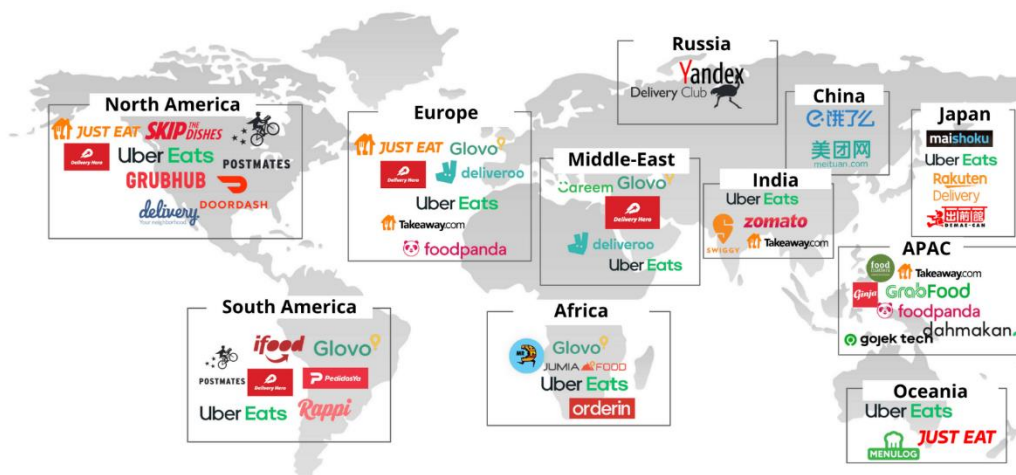 Russia
Yandex
Delivery Club
North America
JUST EAT
SKIP THE DISHES
Delivery Hero
Uber Eats
POSTMATES
GRUBHUB
DOORDASH
delivery
Your neighborhood
Europe
JUST EAT
Glovo
Delivery Hero
deliveroo
Uber Eats
Takeaway.com
foodpanda
Middle-East
Careem
Glovo
Delivery Hero
deliveroo
Uber Eats
China
饿了么
美团网
meituan.com
India
Uber Eats
SWIGGY
zomato
Takeaway.com
Japan
maishoku
Uber Eats
Rakuten
Delivery
出前館
DEMAE-CAN
APAC
food
Takeaway.com
Ginja
GrabFood
foodpanda
dahmakan
gojek tech
South America
POSTMATES
ifood
Glovo
Delivery Hero
PedidosYa
Uber Eats
Rappi
Africa
Glovo
JUMIA FOOD
Uber Eats
orderin
Oceania
Uber Eats
MENULOG
JUST EAT